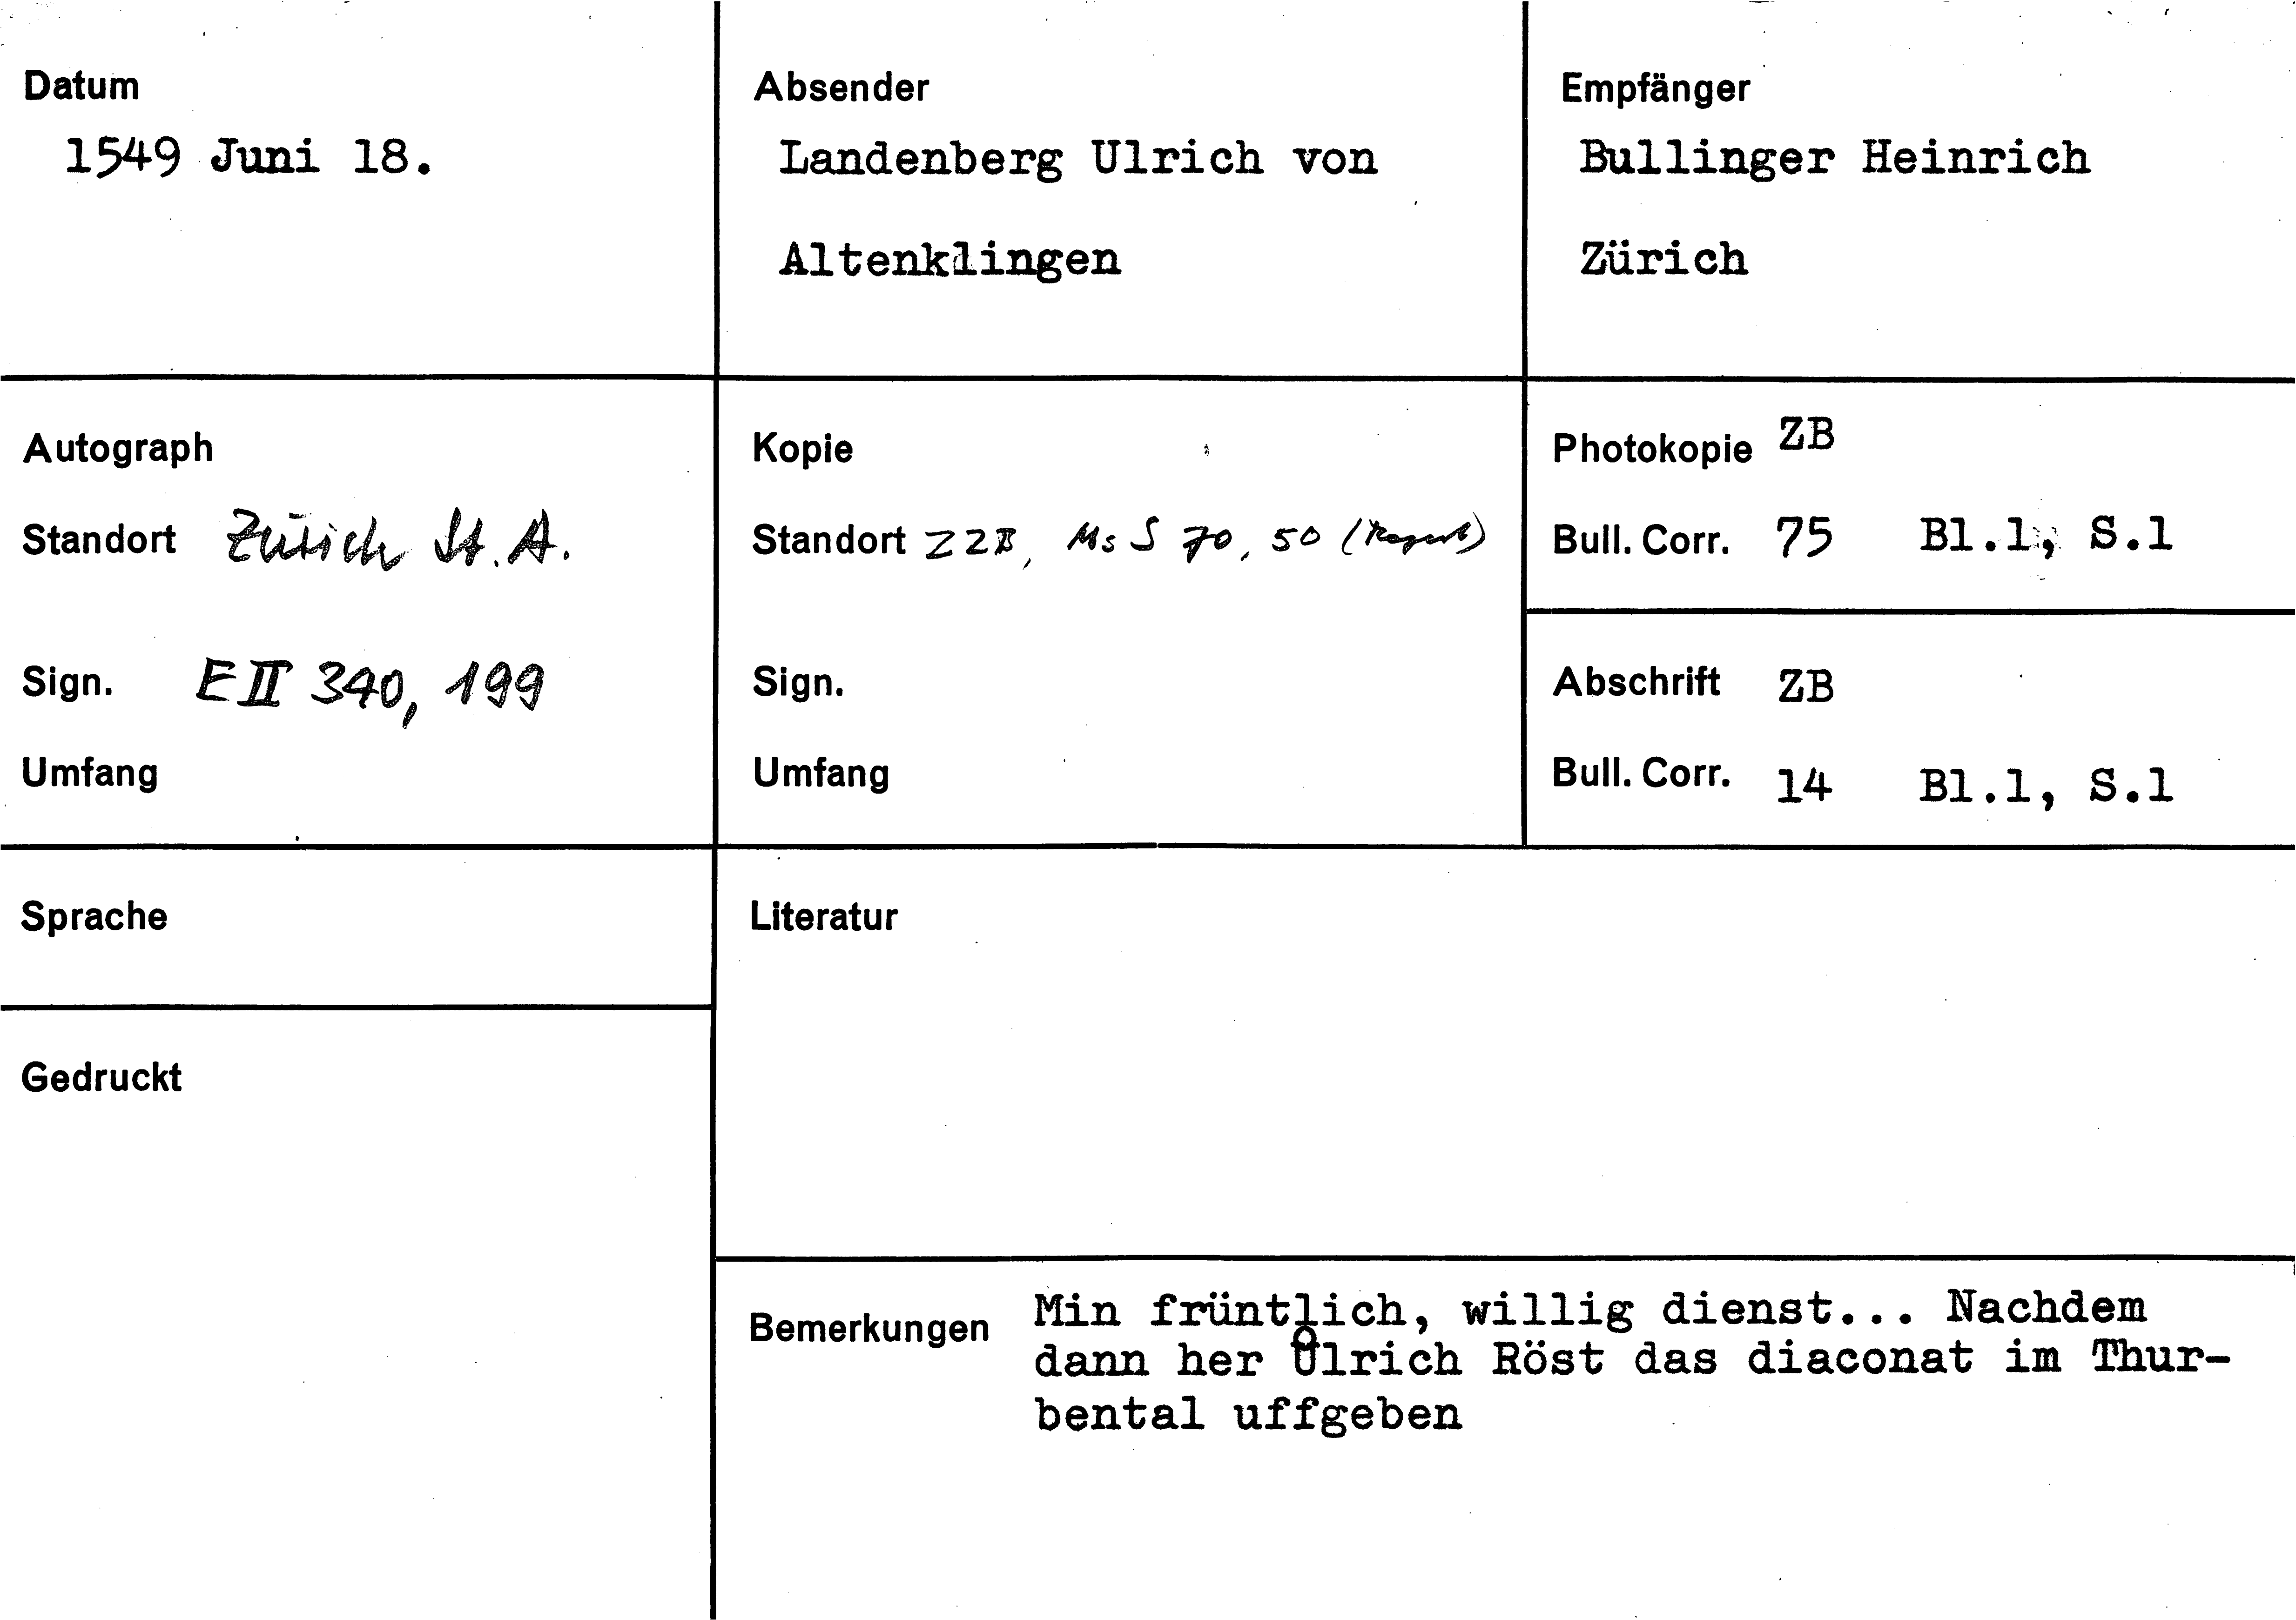 Datum
1549 Juni 18.
Absender
Landenberg Ulrich von
Altenklingen
Empfänger
Bullinger Heinrich
Zürich
Autograph
Standort Zürich St. A.
Sign. E II 340, 199
Umfang
Kopie
Standort ZZB, Ms S 70, 50 (Regest)
Sign.
Umfang
Photokopie ZB
Bull. Corr. 75 Bl.1, S.1
Abschrift ZB
Bull. Corr. 14 Bl.1, S.1
Sprache
Literatur
Gedruckt
Bemerkungen Min früntlich, willig dienst... Nachdem
dann her Ůlrich Röst das diaconat im Thur-
bental uffgeben